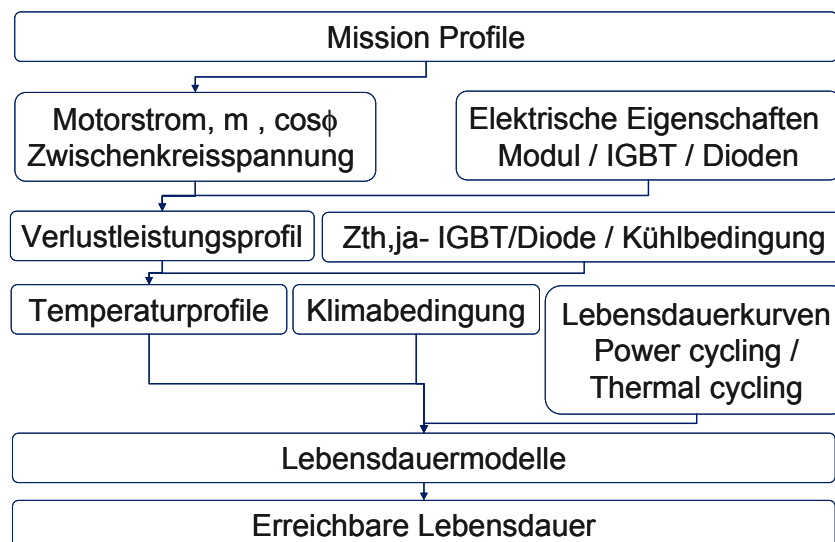 Mission Profile
Motorstrom, m , cosϕ
Zwischenkreisspannung
Elektrische Eigenschaften
Modul / IGBT / Dioden
Verlustleistungsprofil
Zth,ja- IGBT/Diode / Kühlbedingung
Temperaturprofile
Klimabedingung
Lebensdauerkurven
Power cycling /
Thermal cycling
Lebensdauermodelle
Erreichbare Lebensdauer